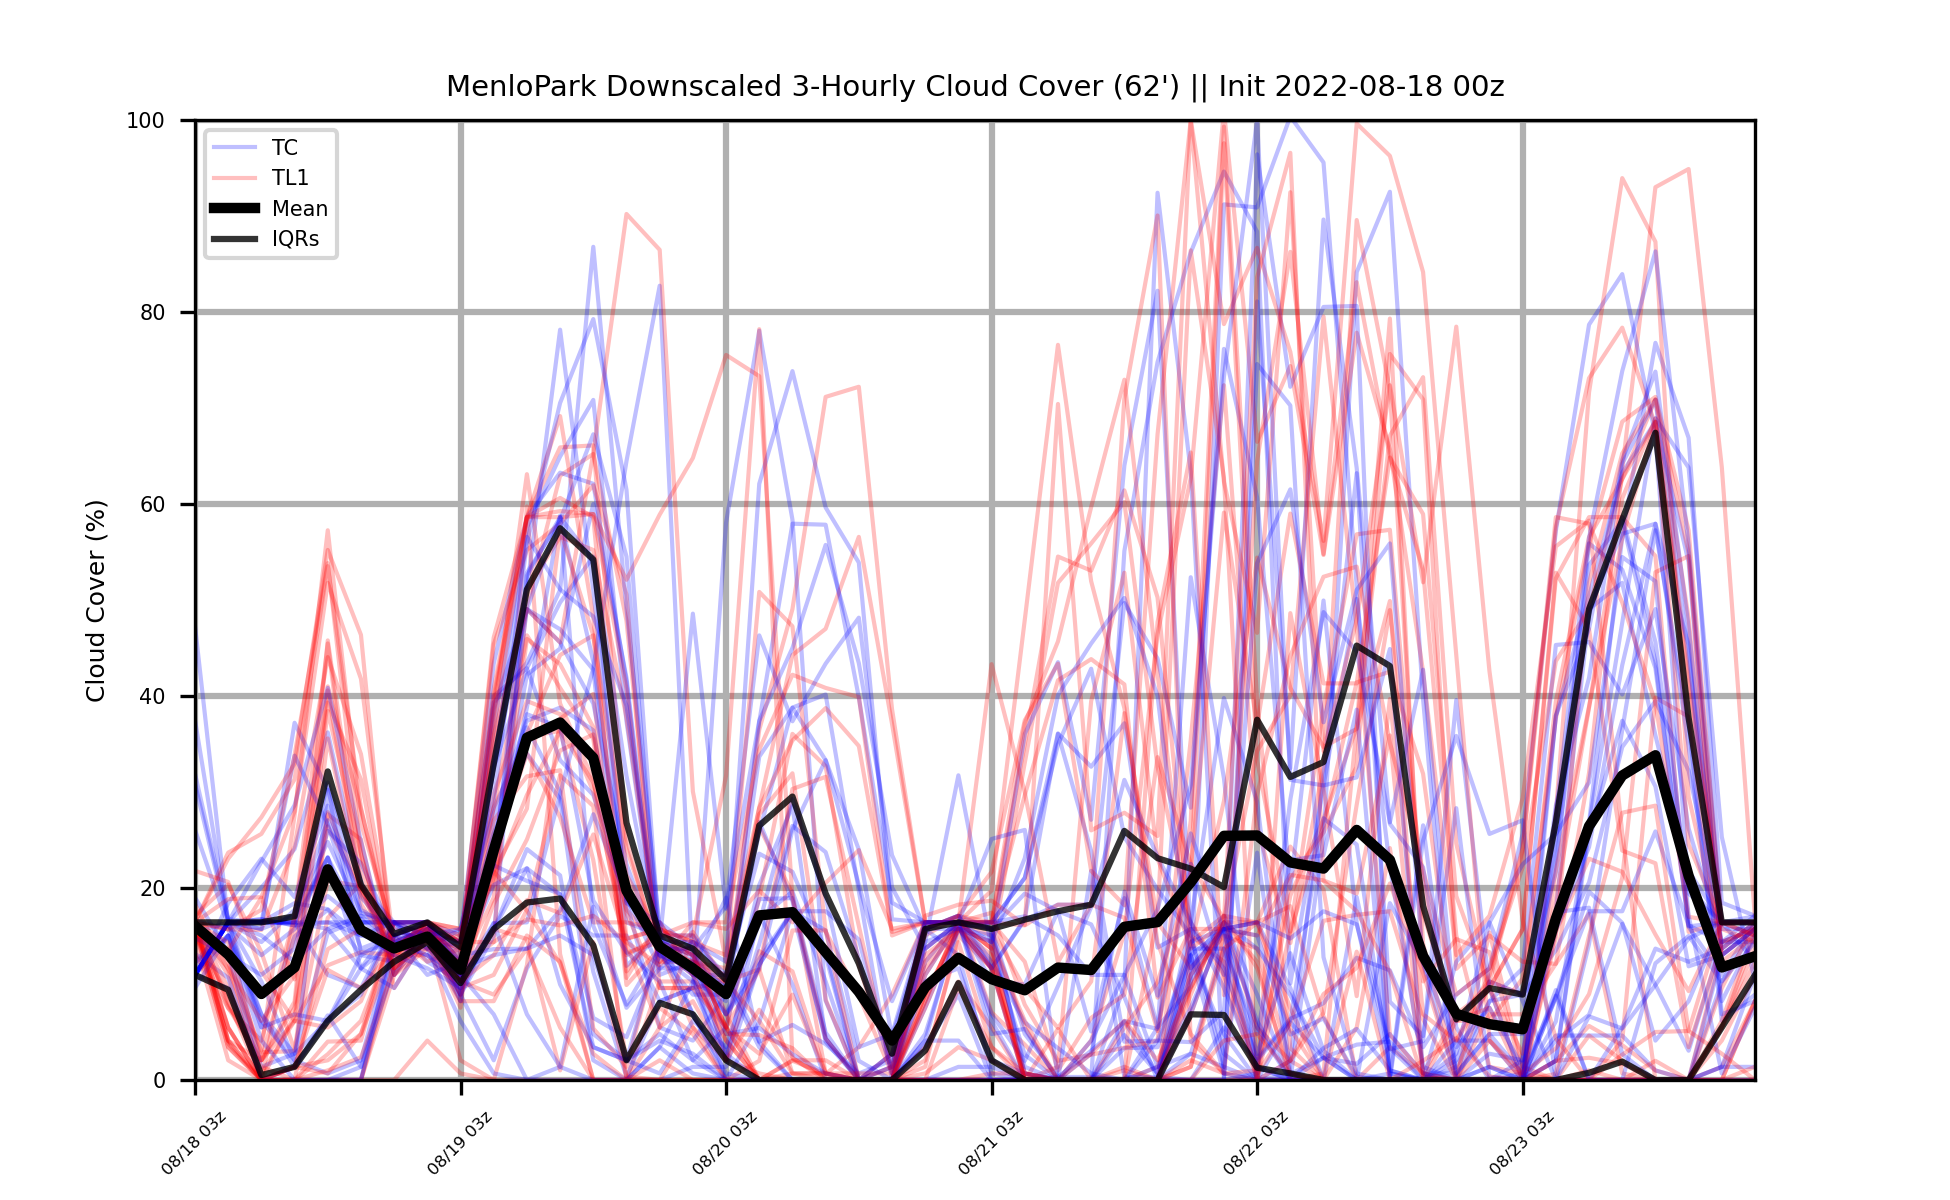 MenloPark Downscaled 3-Hourly Cloud Cover (62') || Init 2022-08-18 00z
TC
TL1
Mean
IQRs
Cloud Cover (%)
100
80
60
40
20
0
08/18 03z
08/19 03z
08/20 03z
08/21 03z
08/22 03z
08/23 03z